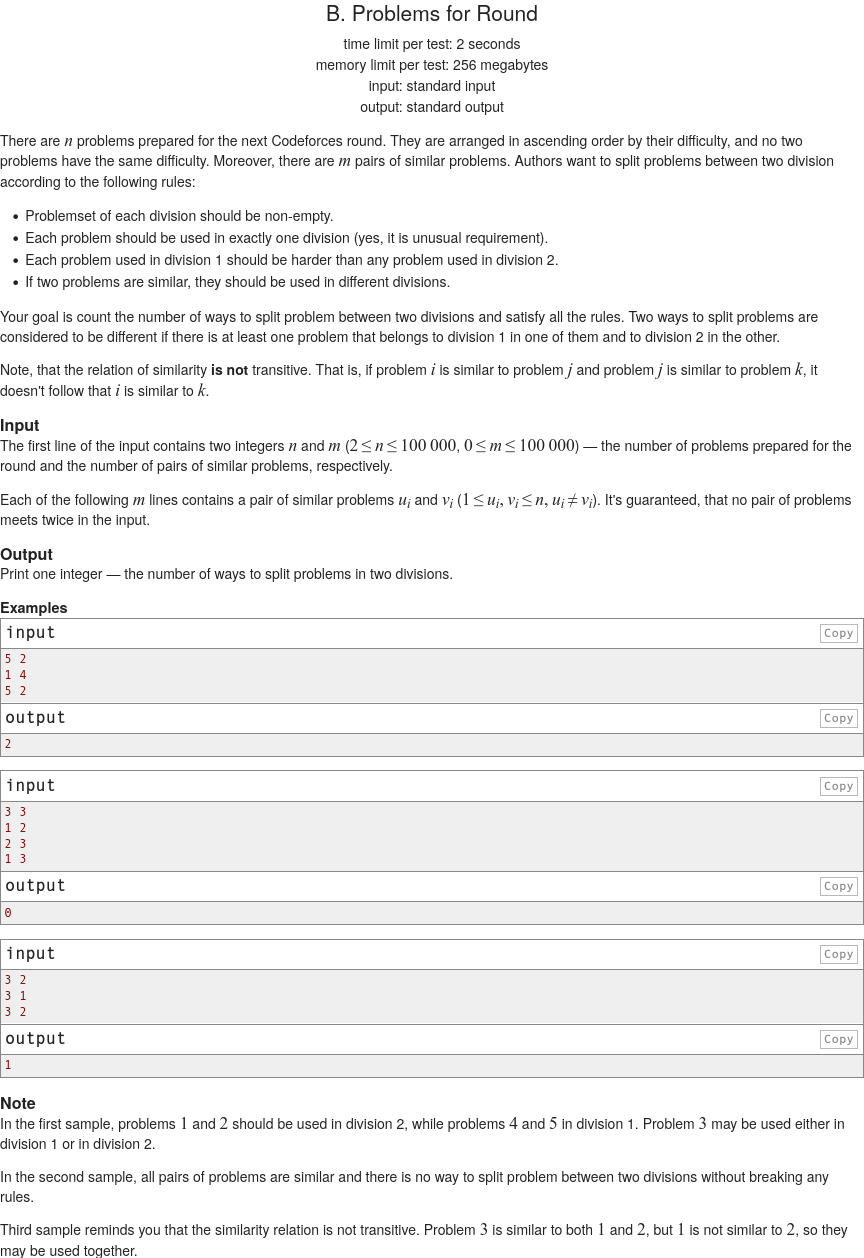 B. Problems for Round
time limit per test: 2 seconds
memory limit per test: 256 megabytes
input: standard input
output: standard output
There are n problems prepared for the next Codeforces round. They are arranged in ascending order by their difficulty, and no two
problems have the same difficulty. Moreover, there are m pairs of similar problems. Authors want to split problems between two division
according to the following rules:
• Problemset of each division should be non-empty.
• Each problem should be used in exactly one division (yes, it is unusual requirement).
• Each problem used in division 1 should be harder than any problem used in division 2.
• If two problems are similar, they should be used in different divisions.
Your goal is count the number of ways to split problem between two divisions and satisfy all the rules. Two ways to split problems are
considered to be different if there is at least one problem that belongs to division 1 in one of them and to division 2 in the other.
Note, that the relation of similarity is not transitive. That is, if problem i is similar to problem j and problem j is similar to problem k, it
doesn't follow that i is similar to k.
Input
The first line of the input contains two integers n and m (2 ≤ n ≤ 100 000, 0 ≤ m ≤ 100 000) — the number of problems prepared for the
round and the number of pairs of similar problems, respectively.
Each of the following m lines contains a pair of similar problems u_i and v_i (1 ≤ u_i, v_i ≤ n, u_i ≠ v_i). It's guaranteed, that no pair of problems
meets twice in the input.
Output
Print one integer — the number of ways to split problems in two divisions.
Examples
input Copy
5 2
1 4
5 2
output Copy
2
input Copy
3 3
1 2
2 3
1 3
output Copy
0
input Copy
3 2
3 1
3 2
output Copy
1
Note
In the first sample, problems 1 and 2 should be used in division 2, while problems 4 and 5 in division 1. Problem 3 may be used either in
division 1 or in division 2.
In the second sample, all pairs of problems are similar and there is no way to split problem between two divisions without breaking any
rules.
Third sample reminds you that the similarity relation is not transitive. Problem 3 is similar to both 1 and 2, but 1 is not similar to 2, so they
may be used together.